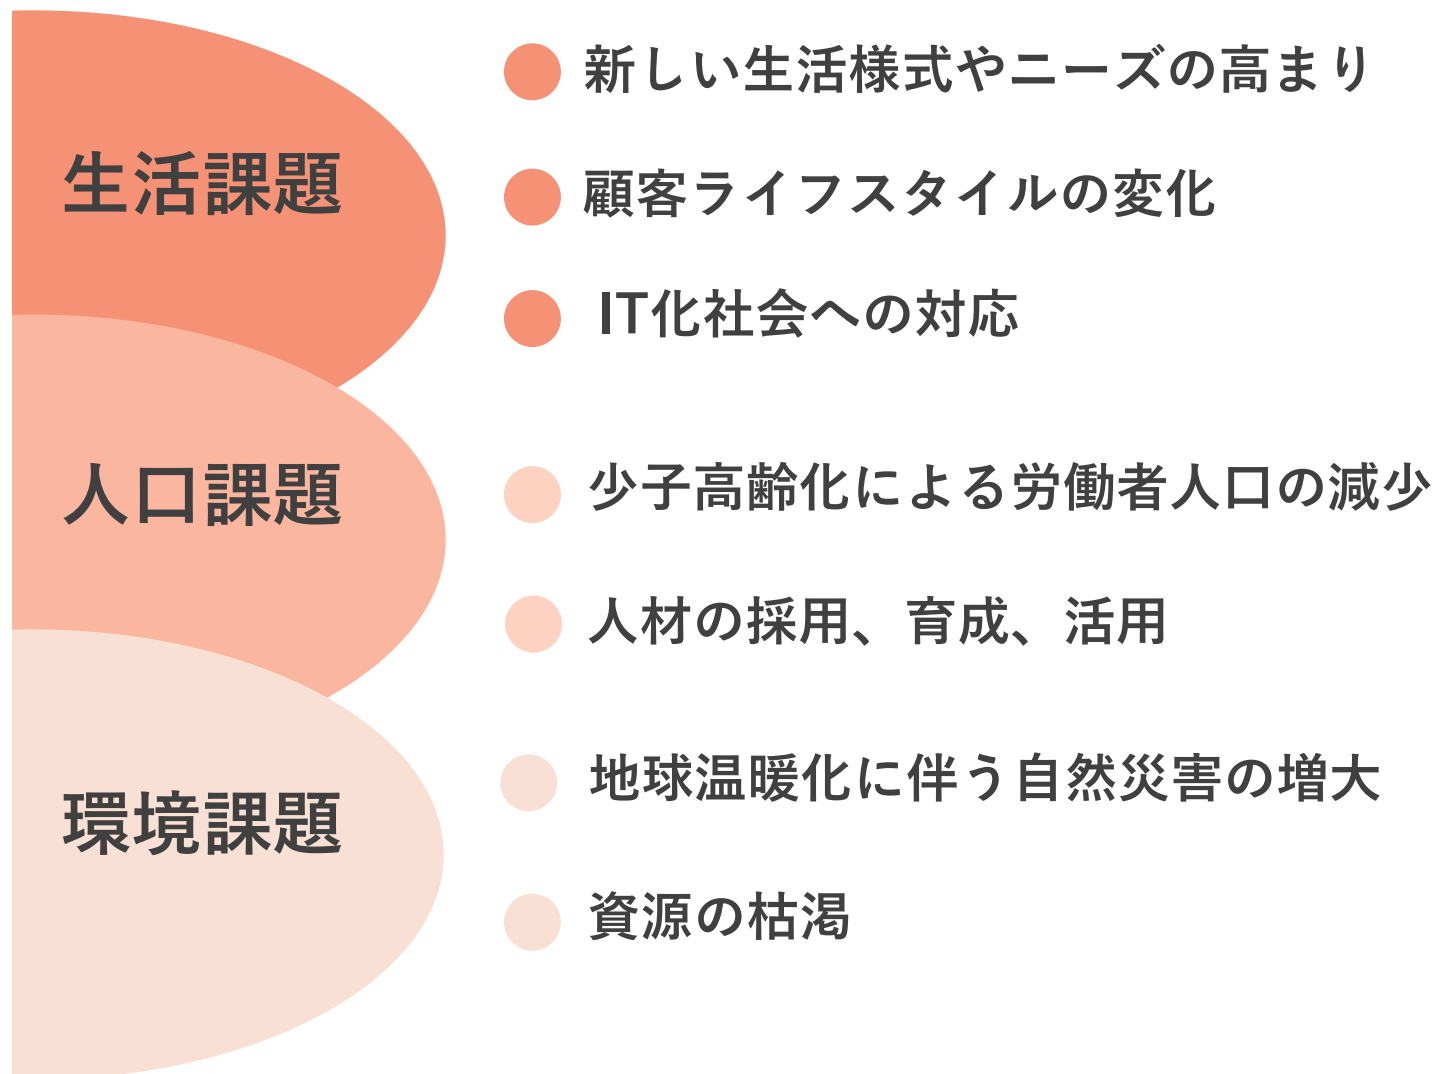 生活課題
新しい生活様式やニーズの高まり
顧客ライフスタイルの変化
IT化社会への対応
人口課題
少子高齢化による労働者人口の減少
人材の採用、育成、活用
環境課題
地球温暖化に伴う自然災害の増大
資源の枯渇